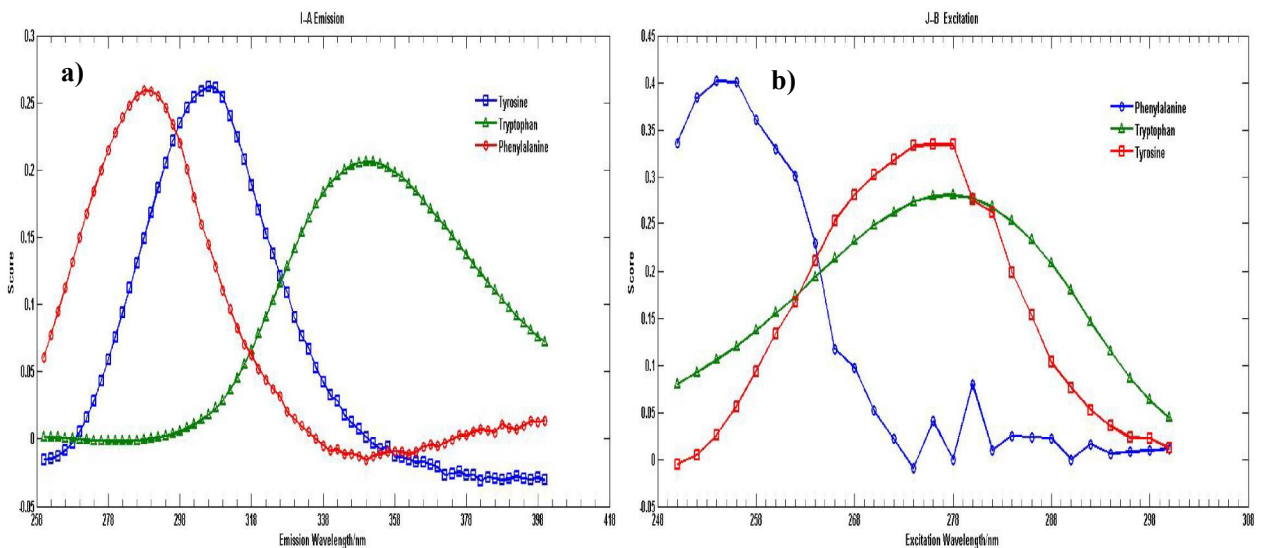 I-A Emission
a)
Tyrosine
Tryptophan
Phenylalanine
0.3
0.25
0.2
0.15
0.1
0.05
0
-0.05
Score
258 278 298 318 338 358 378 398 418
Emission Wavelength/nm
J-B Excitation
b)
Phenylalanine
Tryptophan
Tyrosine
0.45
0.4
0.35
0.3
0.25
0.2
0.15
0.1
0.05
0
-0.05
Score
248 258 268 278 288 298 308
Excitation Wavelength/nm